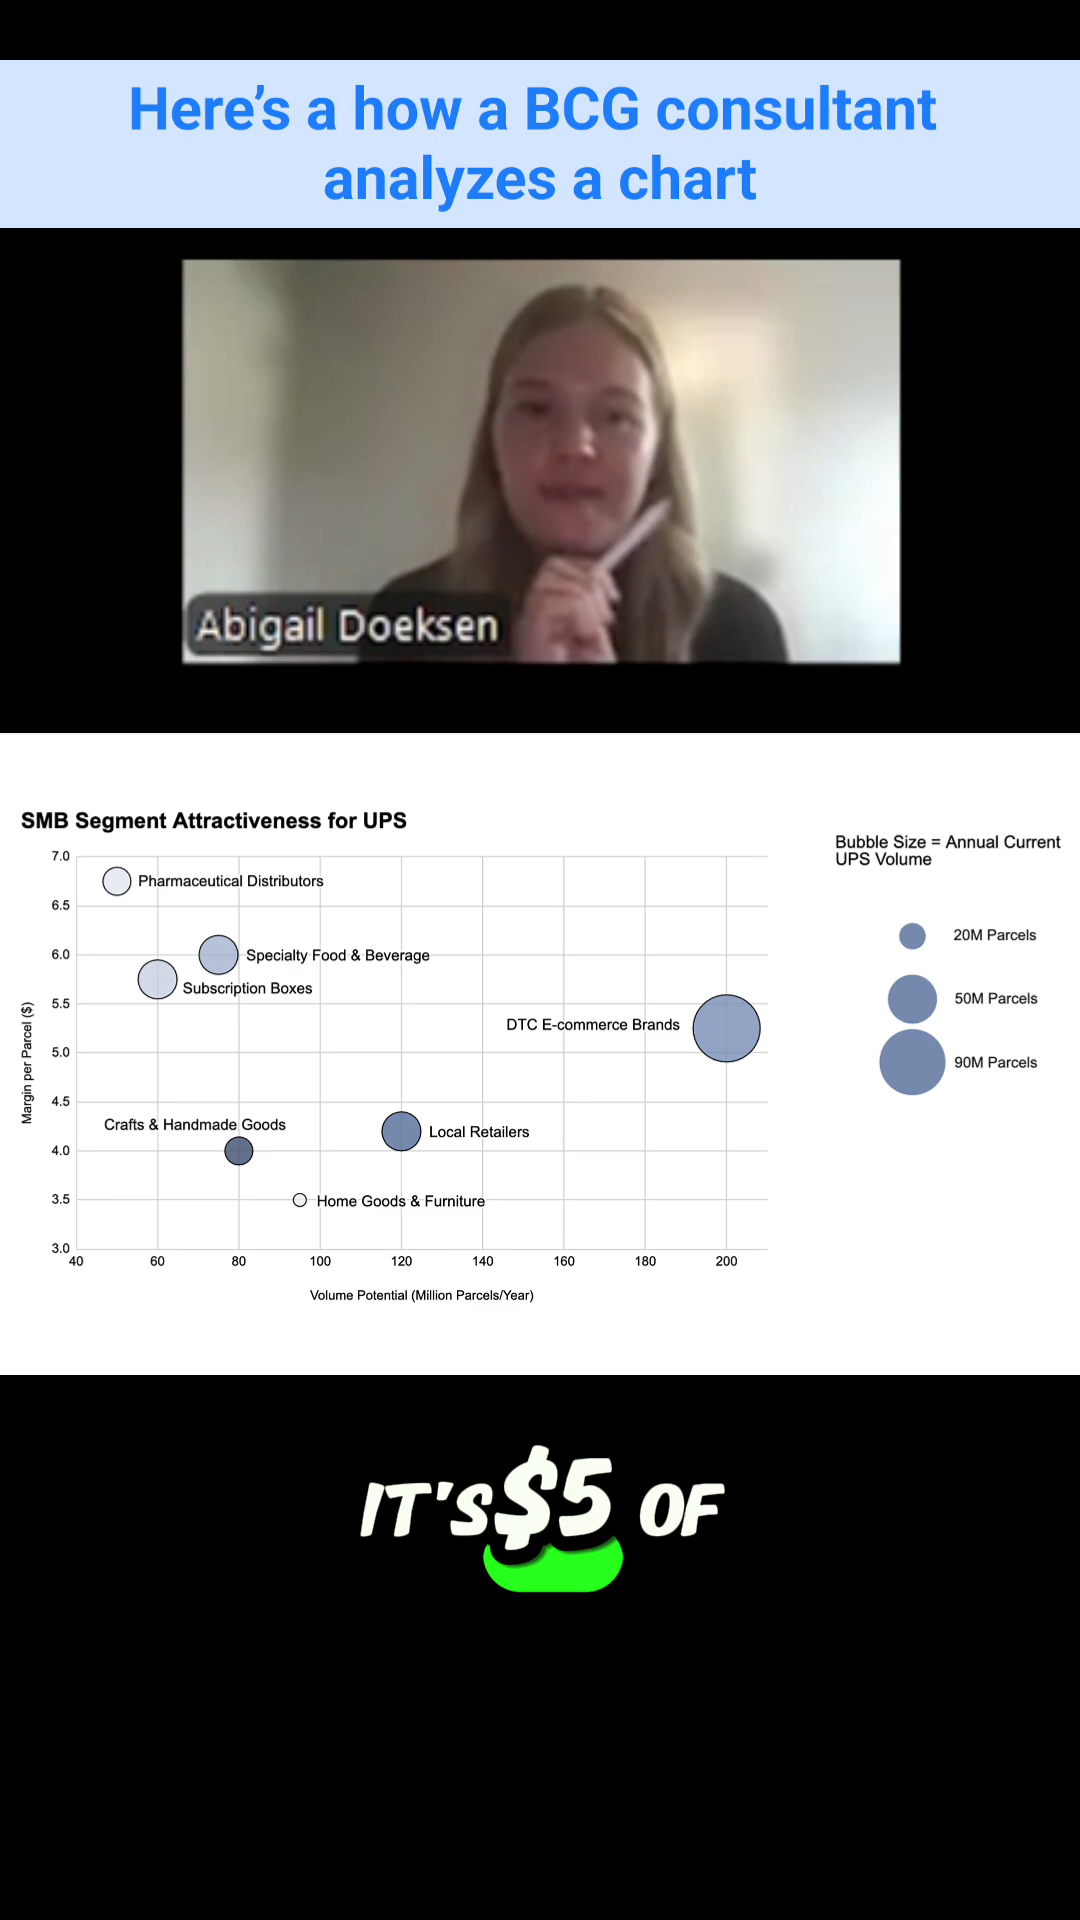 Here’s a how a BCG consultant
analyzes a chart
Abigail Doeksen
SMB Segment Attractiveness for UPS
Bubble Size = Annual Current
UPS Volume
20M Parcels
50M Parcels
90M Parcels
Margin per Parcel ($)
7.0
6.5
6.0
5.5
5.0
4.5
4.0
3.5
3.0
Pharmaceutical Distributors
Specialty Food & Beverage
Subscription Boxes
DTC E-commerce Brands
Crafts & Handmade Goods
Local Retailers
Home Goods & Furniture
40 60 80 100 120 140 160 180 200
Volume Potential (Million Parcels/Year)
IT'S $5 OF